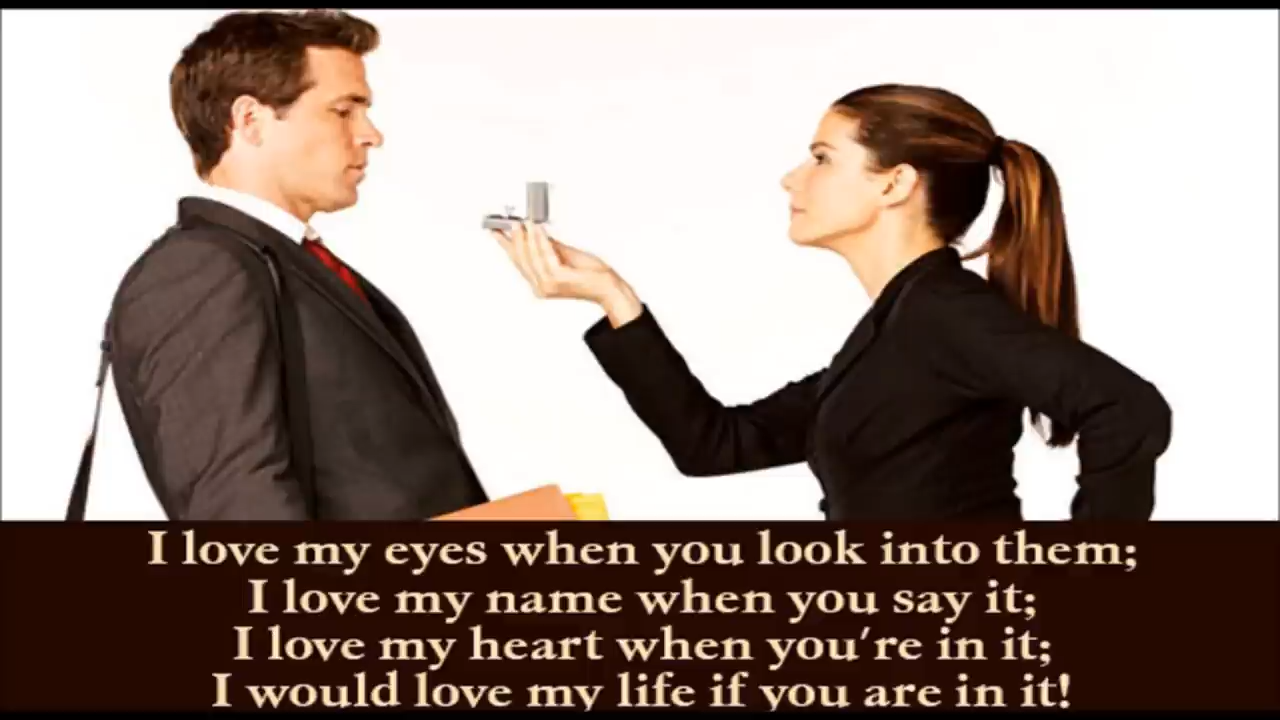 I love my eyes when you look into them;
I love my name when you say it;
I love my heart when you're in it;
I would love my life if you are in it!